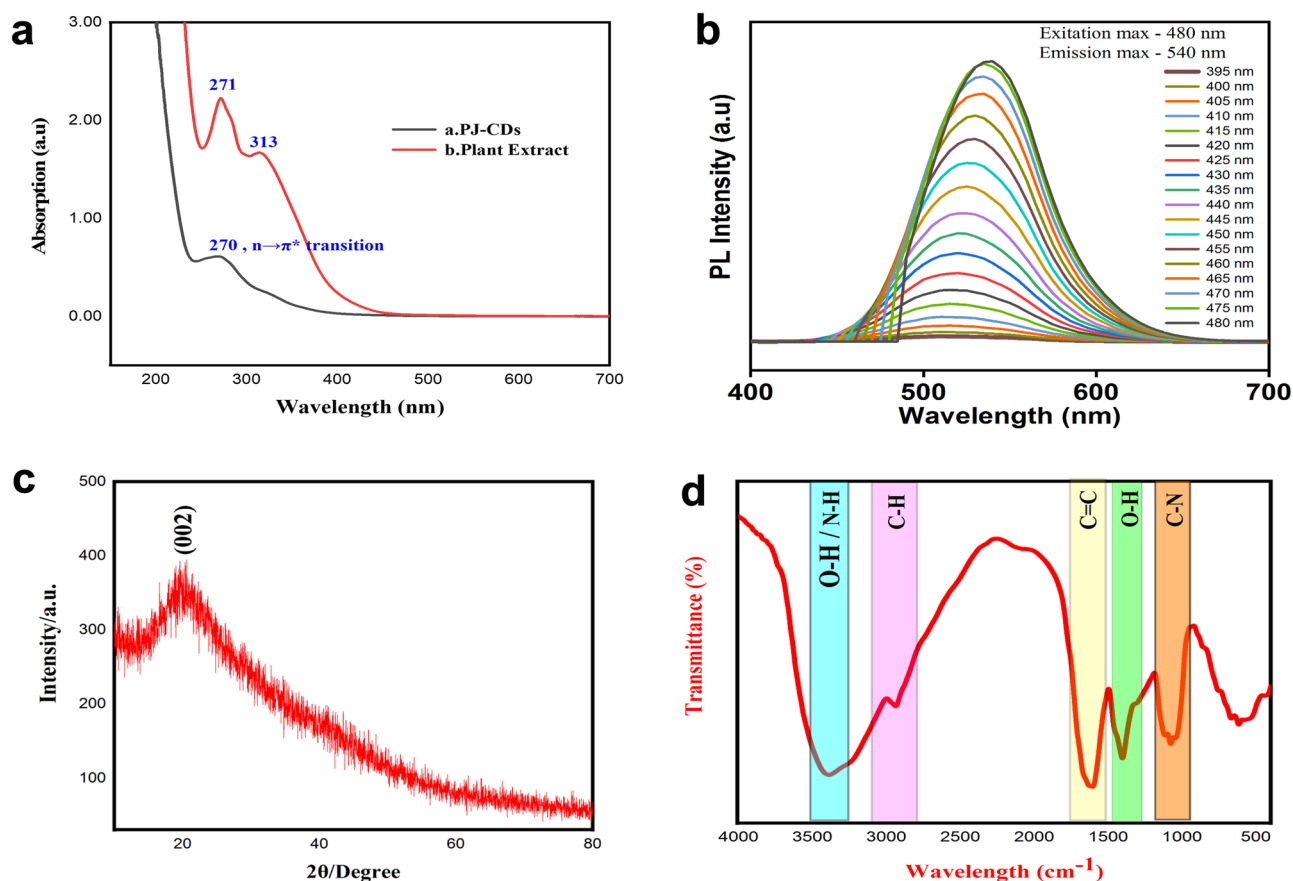 a
3.00
2.00
1.00
0.00
Absorption (a.u)
271
313
270 , n→π* transition
a.PJ-CDs
b.Plant Extract
200
300
400
500
600
700
Wavelength (nm)
b
Exitation max - 480 nm
Emission max - 540 nm
PL Intensity (a.u)
395 nm
400 nm
405 nm
410 nm
415 nm
420 nm
425 nm
430 nm
435 nm
440 nm
445 nm
450 nm
455 nm
460 nm
465 nm
470 nm
475 nm
480 nm
400
500
600
700
Wavelength (nm)
c
500
400
300
200
100
Intensity/a.u.
(002)
20
40
60
80
2θ/Degree
d
Transmittance (%)
O-H / N-H
C-H
C=C
O-H
C-N
4000
3500
3000
2500
2000
1500
1000
500
Wavelength (cm⁻¹)